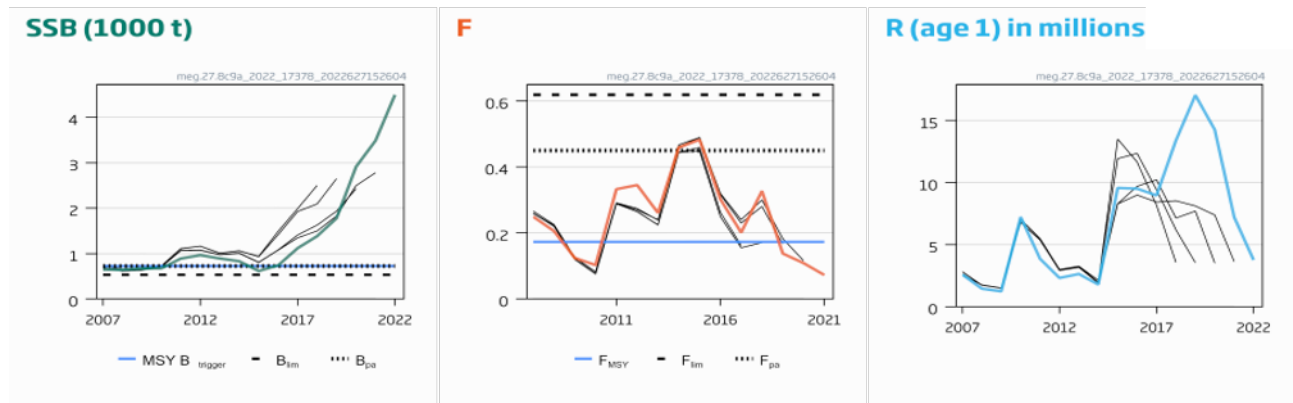 SSB (1000 t)
meg.27.8c9a_2022_17378_2022627152604
4
3
2
1
0
2007 2012 2017 2022
MSY B trigger Blim Bpa
F
meg.27.8c9a_2022_17378_2022627152604
0.6
0.4
0.2
0
2011 2016 2021
FMSY Flim Fpa
R (age 1) in millions
meg.27.8c9a_2022_17378_2022627152604
15
10
5
0
2007 2012 2017 2022